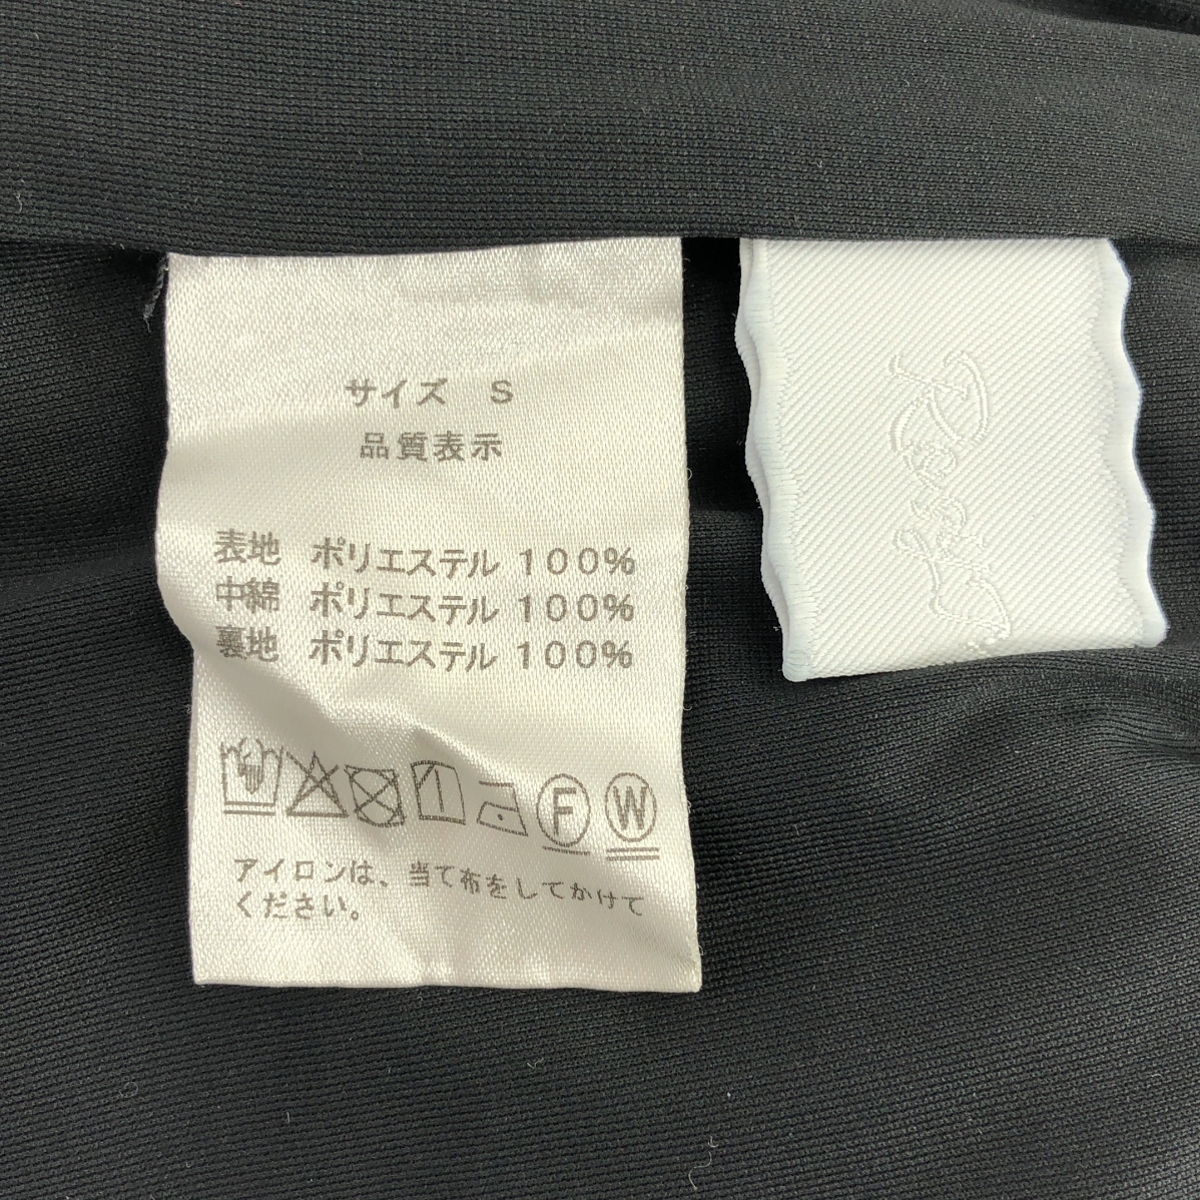 サイズ S
品質表示
表地 ポリエステル 100%
中綿 ポリエステル 100%
裏地 ポリエステル 100%
F W
アイロンは、当て布をしてかけて
ください。